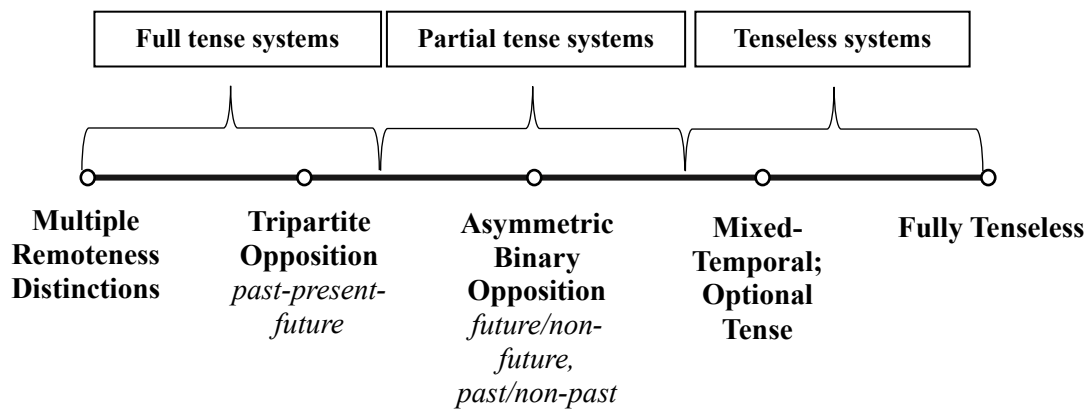 Full tense systems
Partial tense systems
Tenseless systems
Multiple
Remoteness
Distinctions
Tripartite
Opposition
past-present-
future
Asymmetric
Binary
Opposition
future/non-
future,
past/non-past
Mixed-
Temporal;
Optional
Tense
Fully Tenseless